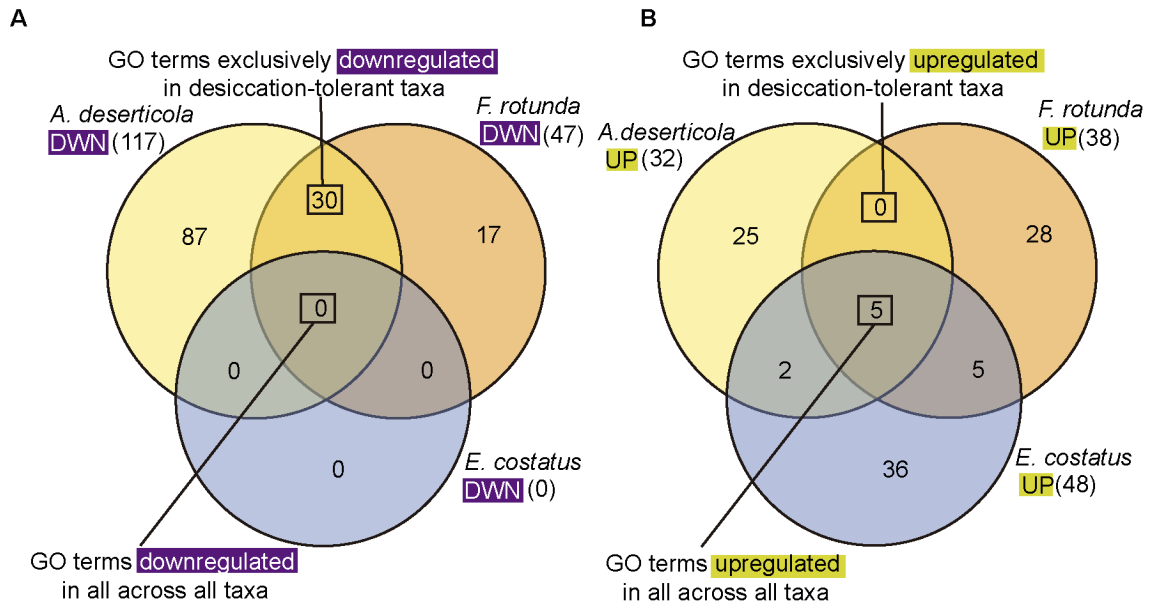 A
GO terms exclusively downregulated
in desiccation-tolerant taxa
A. deserticola
DWN (117)
F. rotunda
DWN (47)
30
87
17
0
0
0
0
E. costatus
DWN (0)
GO terms downregulated
in all across all taxa
B
GO terms exclusively upregulated
in desiccation-tolerant taxa
A.deserticola
UP (32)
F. rotunda
UP (38)
0
25
28
5
2
5
36
E. costatus
UP(48)
GO terms upregulated
in all across all taxa